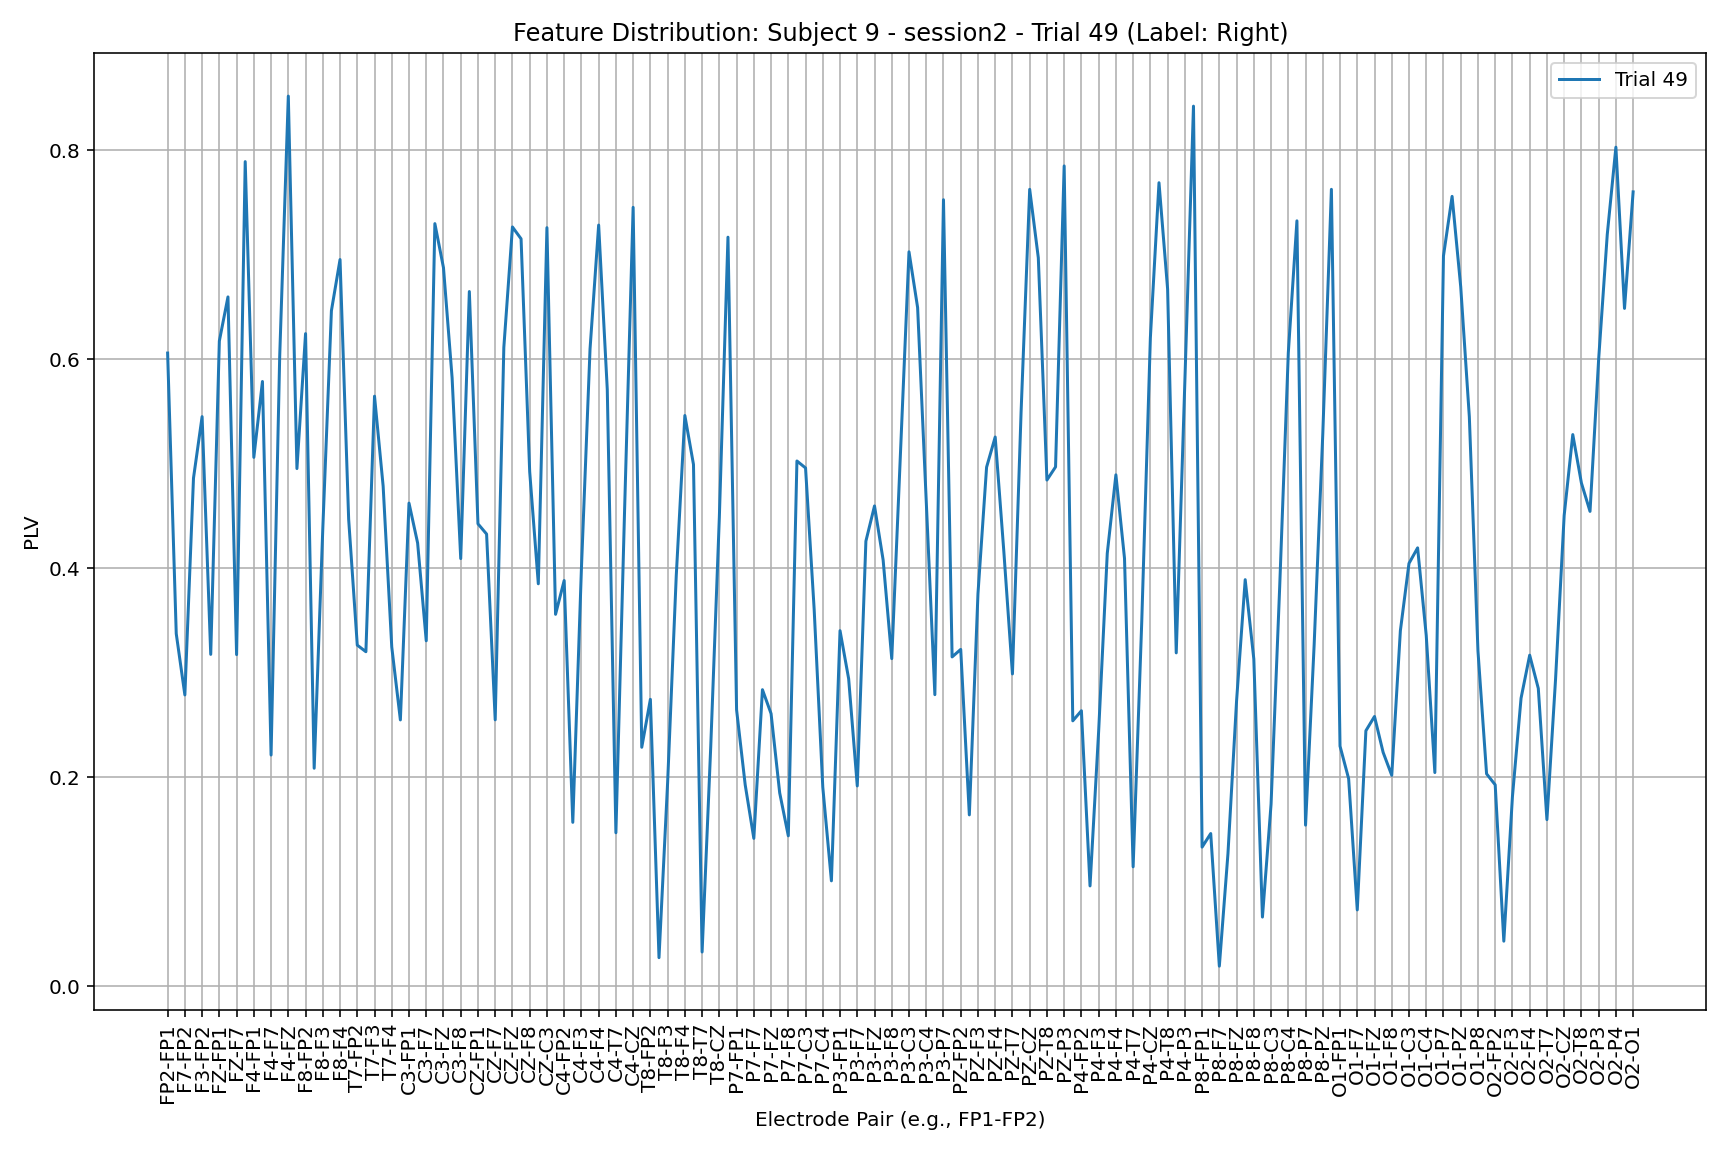 Feature Distribution: Subject 9 - session2 - Trial 49 (Label: Right)
Trial 49
PLV
0.8
0.6
0.4
0.2
0.0
FP2-FP1
F7-FP2
F3-FP2
FZ-FP1
FZ-F7
F4-FP1
F4-F7
F4-FZ
F8-FP2
F8-F3
F8-F4
T7-FP2
T7-F3
T7-F4
C3-FP1
C3-F7
C3-FZ
C3-F8
CZ-FP1
CZ-F7
CZ-FZ
CZ-F8
CZ-C3
C4-FP2
C4-F3
C4-F4
C4-T7
C4-CZ
T8-FP2
T8-F3
T8-F4
T8-T7
T8-CZ
P7-FP1
P7-F7
P7-FZ
P7-F8
P7-C3
P7-C4
P3-FP1
P3-F7
P3-FZ
P3-F8
P3-C3
P3-C4
P3-P7
PZ-FP2
PZ-F3
PZ-F4
PZ-T7
PZ-CZ
PZ-T8
PZ-P3
P4-FP2
P4-F3
P4-F4
P4-T7
P4-CZ
P4-T8
P4-P3
P8-FP1
P8-F7
P8-FZ
P8-F8
P8-C3
P8-C4
P8-P7
P8-PZ
O1-FP1
O1-F7
O1-FZ
O1-F8
O1-C3
O1-C4
O1-P7
O1-PZ
O1-P8
O2-FP2
O2-F3
O2-F4
O2-T7
O2-CZ
O2-T8
O2-P3
O2-P4
O2-O1
Electrode Pair (e.g., FP1-FP2)